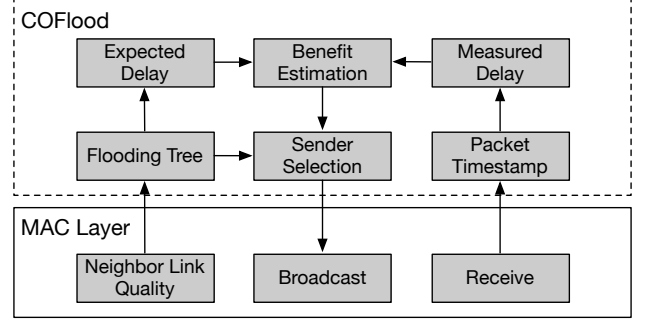 COFlood
Expected
Delay
Benefit
Estimation
Measured
Delay
Flooding Tree
Sender
Selection
Packet
Timestamp
MAC Layer
Neighbor Link
Quality
Broadcast
Receive